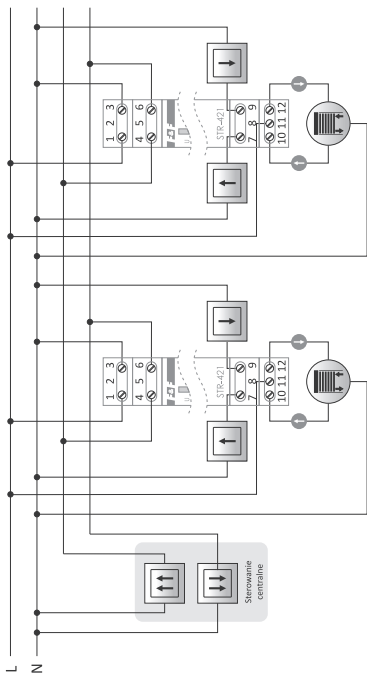 L
N
Sterowanie
centralne
1 2 3
4 5 6
STR-421
7 8 9
10 11 12
1 2 3
4 5 6
STR-421
7 8 9
10 11 12